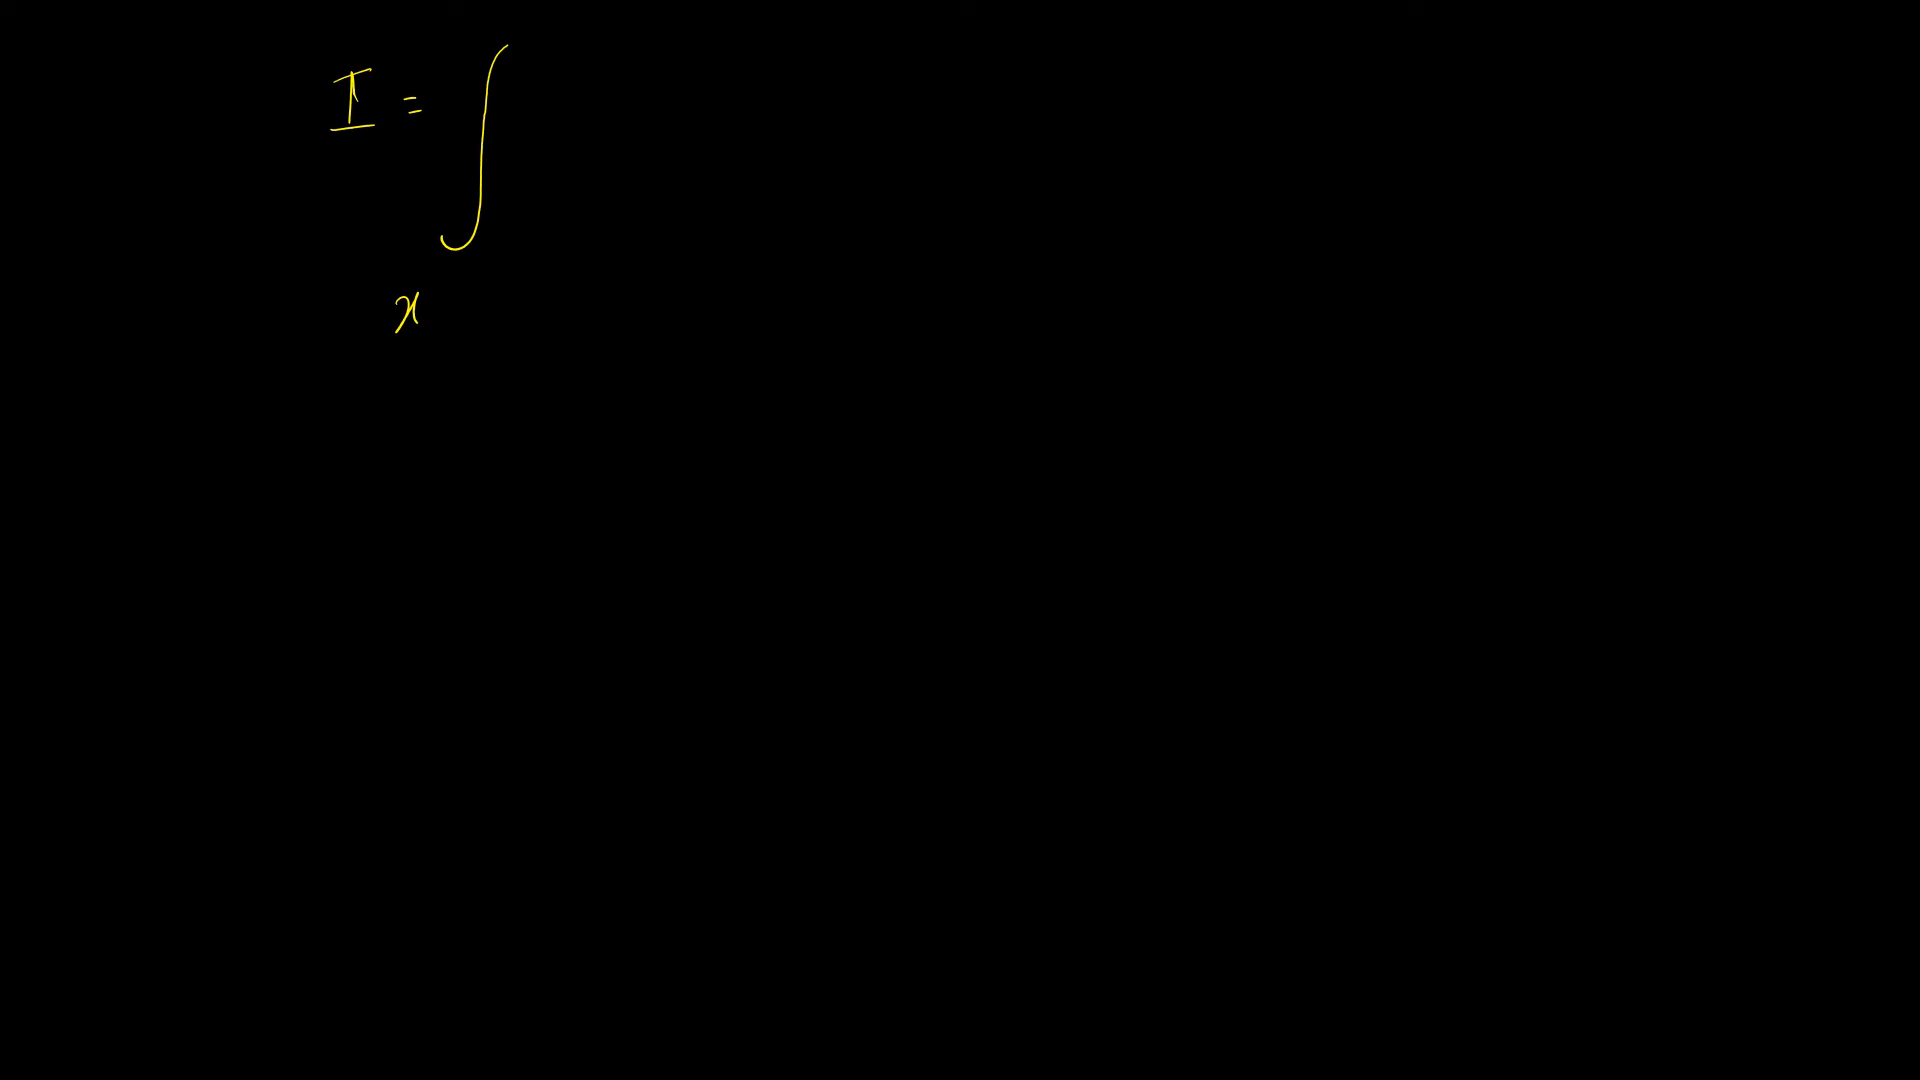 I = ∫
x